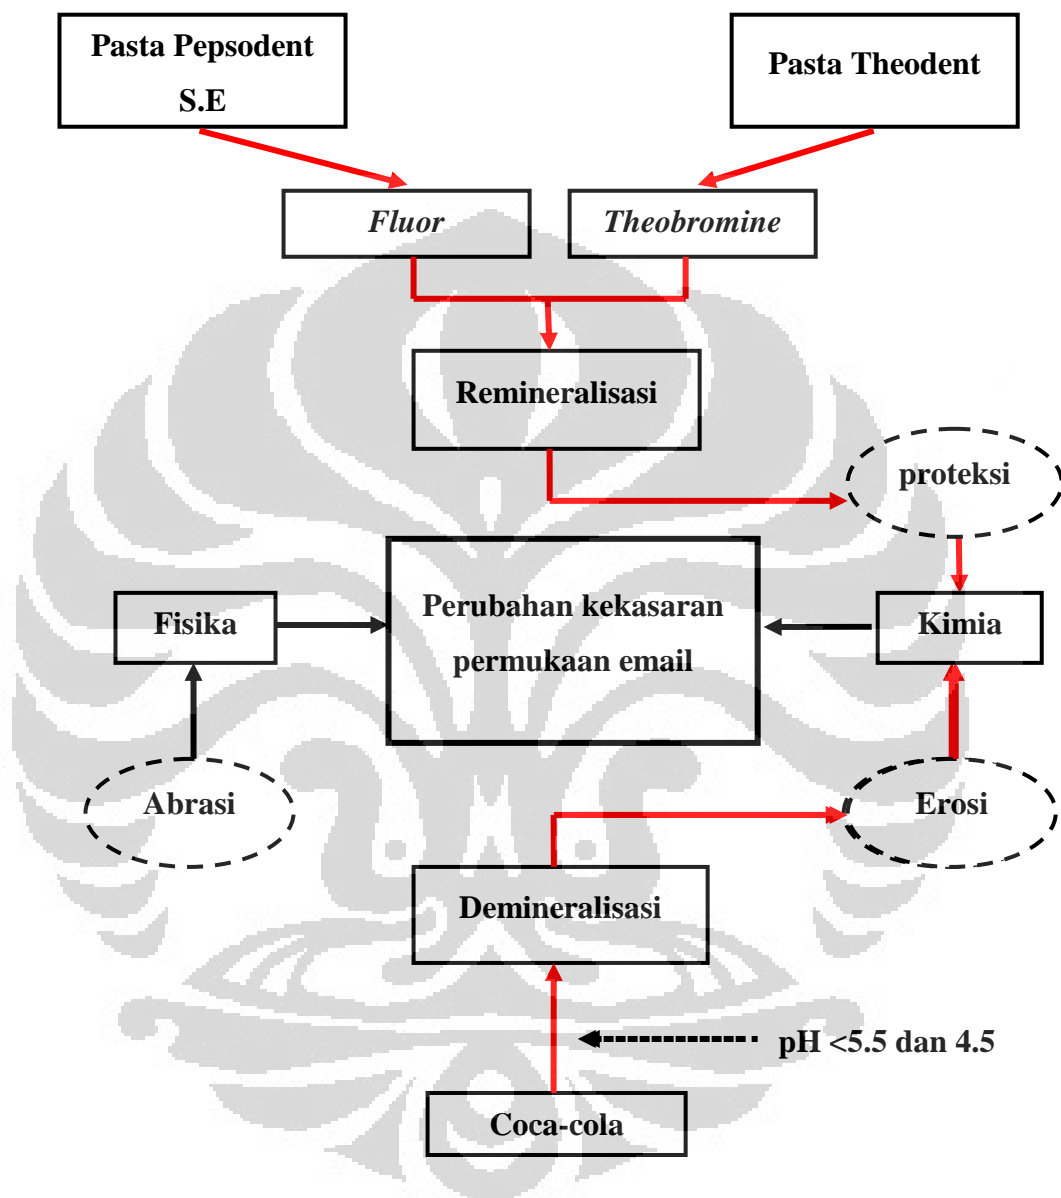 Pasta Pepsodent
S.E
Pasta Theodent
Fluor
Theobromine
Remineralisasi
proteksi
Perubahan kekasaran
permukaan email
Fisika
Kimia
Abrasi
Erosi
Demineralisasi
pH <5.5 dan 4.5
Coca-cola